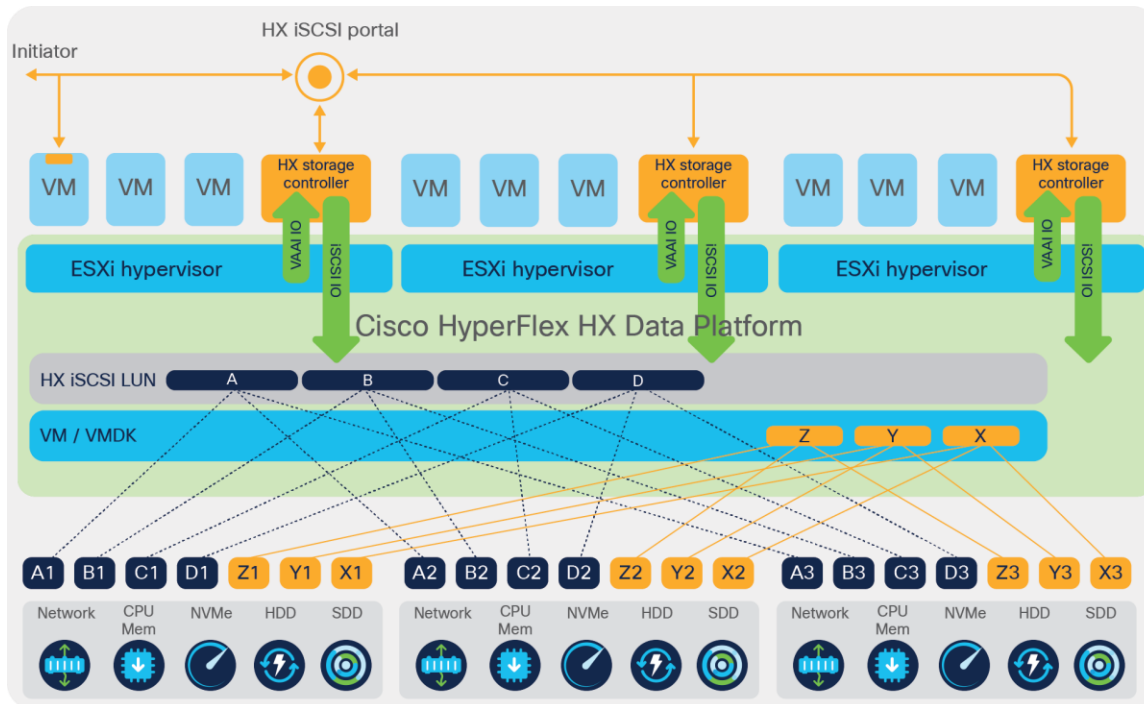 HX iSCSI portal
Initiator
VM VM VM HX storage controller VM VM VM HX storage controller VM VM VM HX storage controller
VAAI IO iSCSI IO VAAI IO iSCSI IO VAAI IO iSCSI IO
ESXi hypervisor ESXi hypervisor ESXi hypervisor
Cisco HyperFlex HX Data Platform
HX iSCSI LUN A B C D
VM / VMDK Z Y X
A1 B1 C1 D1 Z1 Y1 X1 A2 B2 C2 D2 Z2 Y2 X2 A3 B3 C3 D3 Z3 Y3 X3
Network CPU Mem NVMe HDD SDD Network CPU Mem NVMe HDD SDD Network CPU Mem NVMe HDD SDD